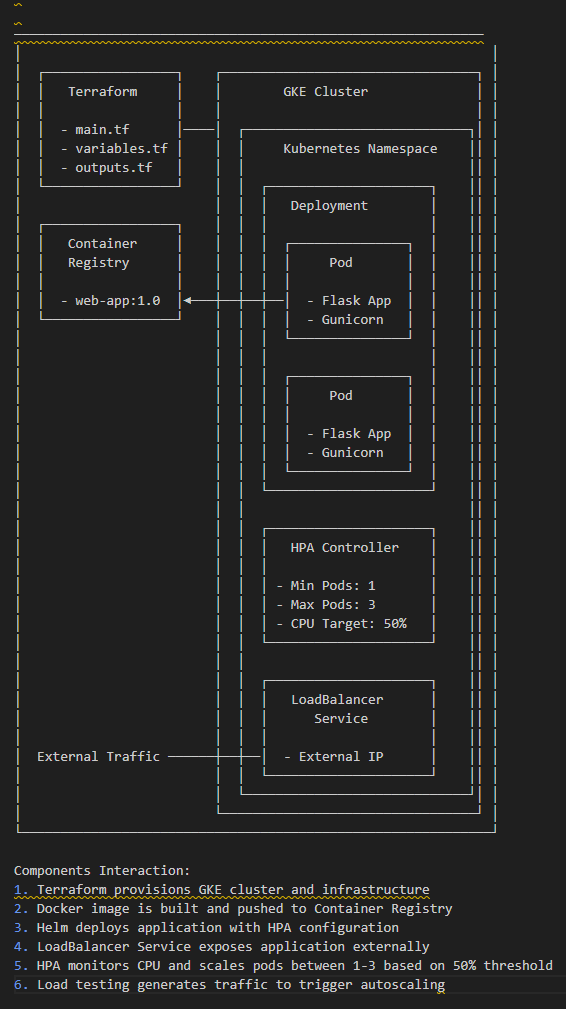 Terraform
GKE Cluster
- main.tf
- variables.tf
Kubernetes Namespace
- outputs.tf
Deployment
Container
Registry
Pod
- web-app:1.0
- Flask App
- Gunicorn
Pod
- Flask App
- Gunicorn
HPA Controller
- Min Pods: 1
- Max Pods: 3
- CPU Target: 50%
LoadBalancer
Service
External Traffic
- External IP
Components Interaction:
1. Terraform provisions GKE cluster and infrastructure
2. Docker image is built and pushed to Container Registry
3. Helm deploys application with HPA configuration
4. LoadBalancer Service exposes application externally
5. HPA monitors CPU and scales pods between 1-3 based on 50% threshold
6. Load testing generates traffic to trigger autoscaling